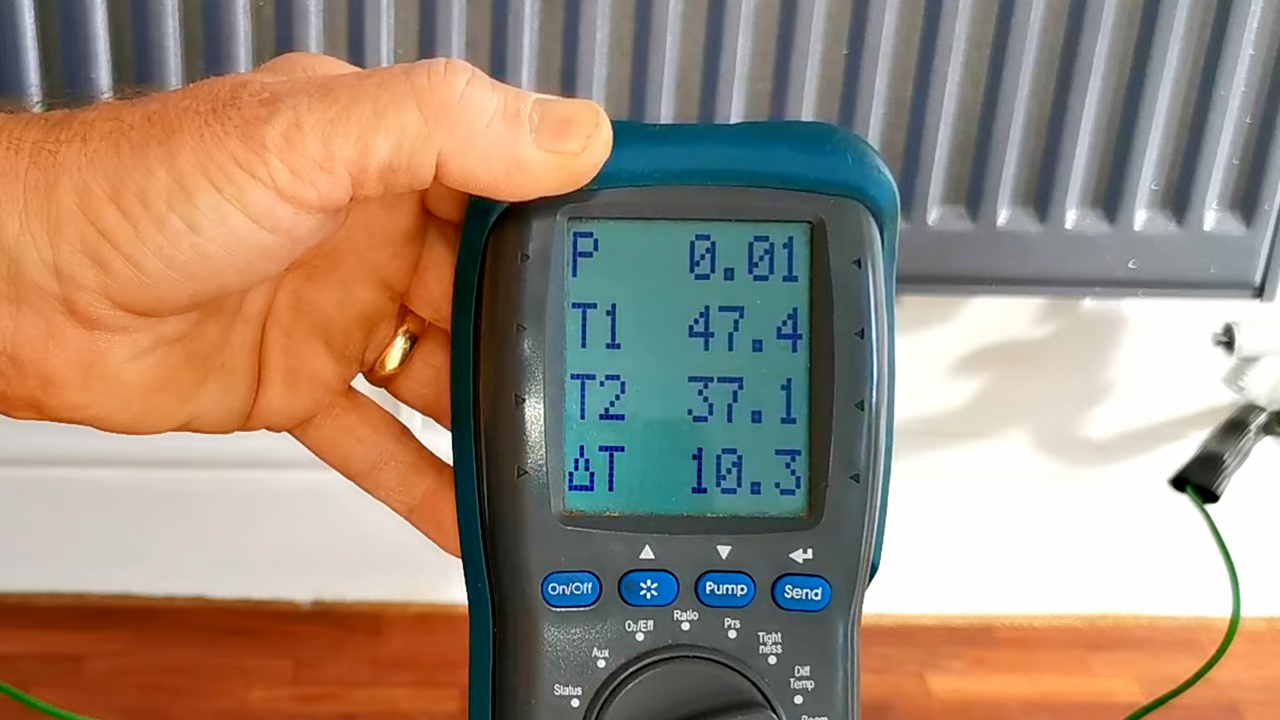 P 0.01
T1 47.4
T2 37.1
ΔT 10.3
On/Off Pump Send
O₂/Eff Ratio Prs
Aux Tight
ness
Status Diff
Temp